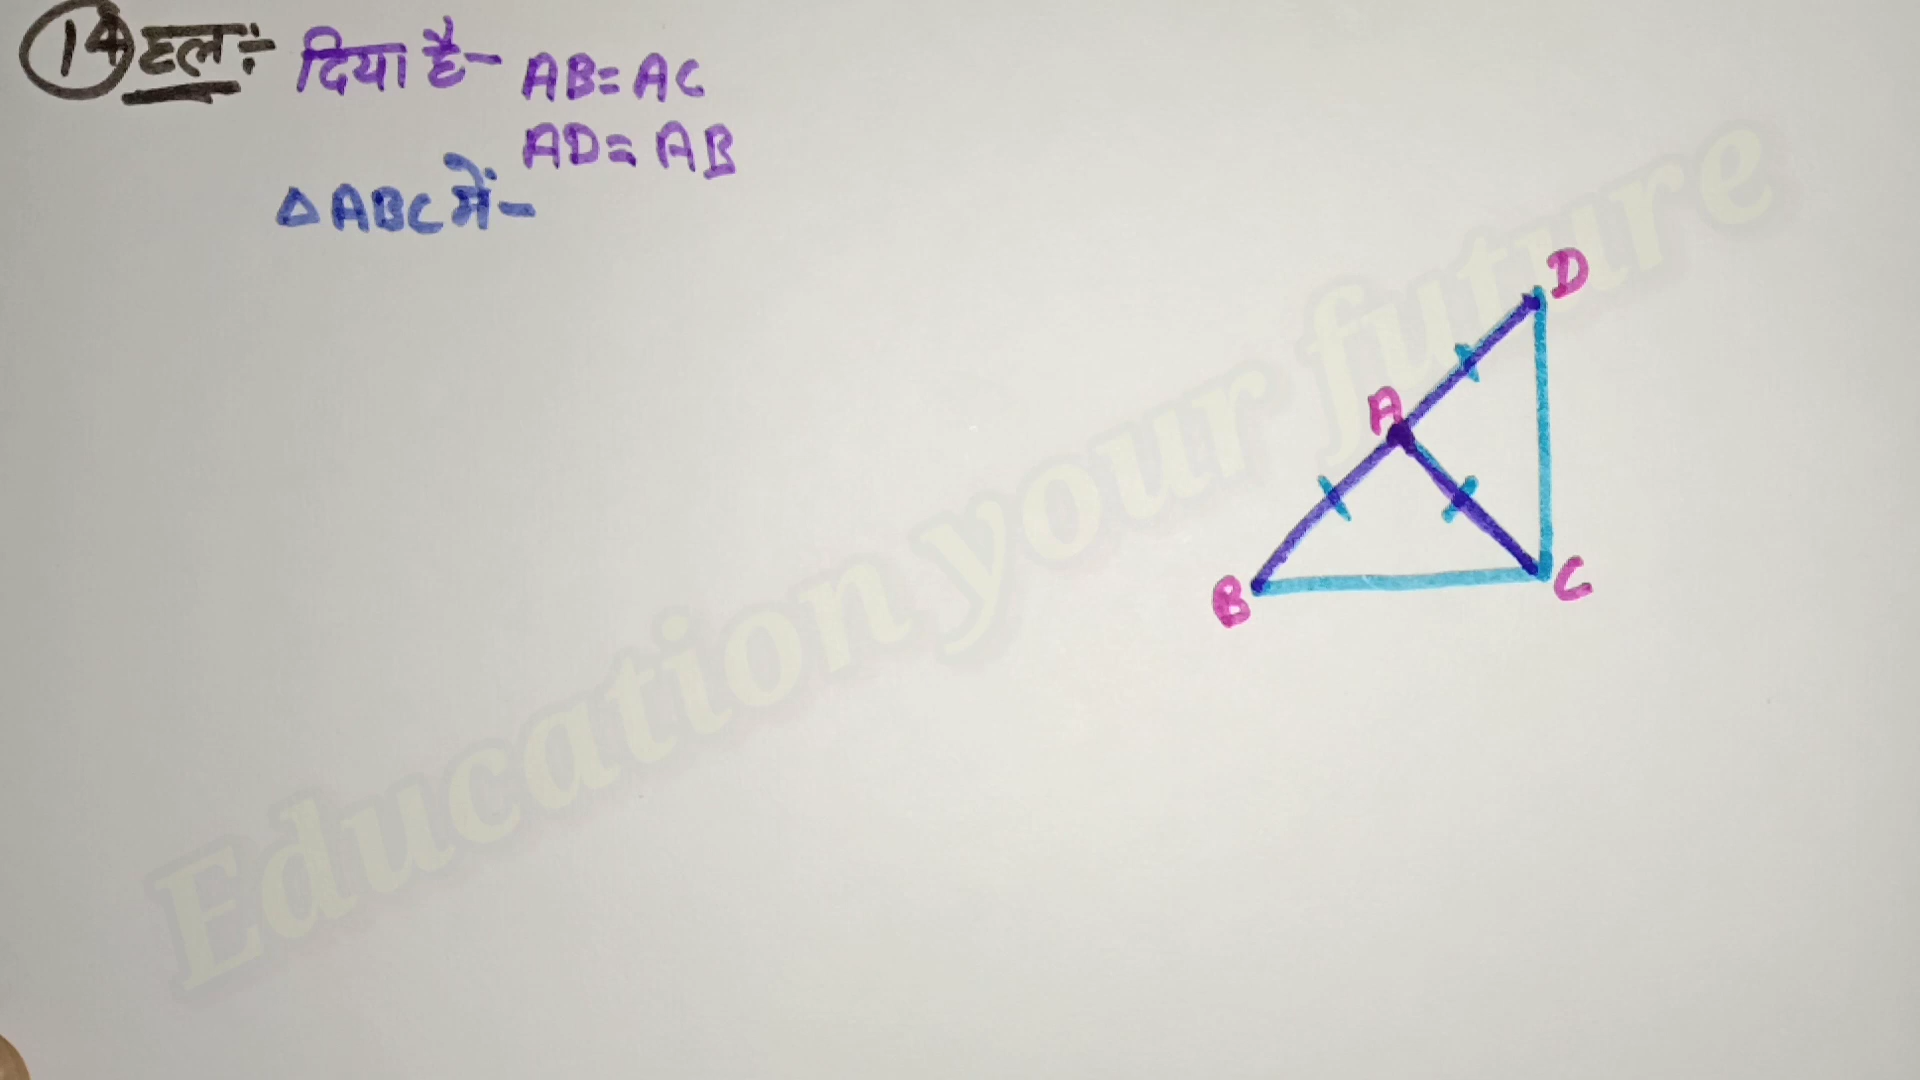 14 हल:-
दिया है- AB= AC
AD= AB
△ ABC में-
D
A
B
C
Education your future